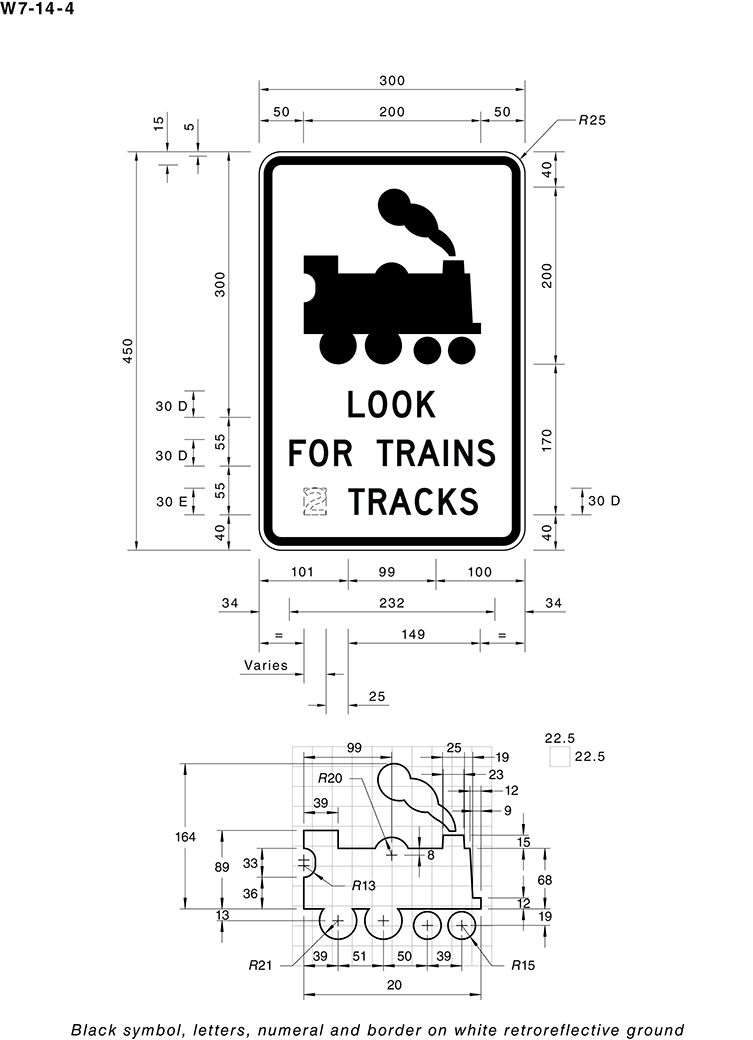 W7-14-4
300
50 200 50
R25
15
5
40
300
200
450
30 D
55
170
30 D
55
30 E
30 D
40
40
LOOK
FOR TRAINS
2 TRACKS
101 99 100
34 232 34
= 149 =
Varies
25
22.5
22.5
99
25
19
R20
23
12
39
9
164
15
89
33
8
R13
68
36
12
13
19
R21
39 51 50 39
R15
20
Black symbol, letters, numeral and border on white retroreflective ground